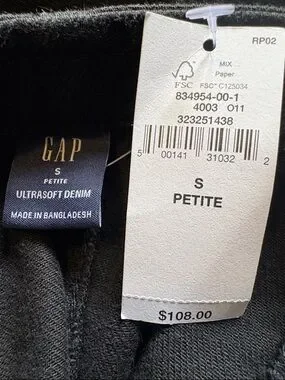 GAP
S
PETITE
ULTRASOFT DENIM
MADE IN BANGLADESH
RP02
MIX
Paper
FSC FSC® C125034
834954-00-1
4003 O11
323251438
5 00141 31032 2
S
PETITE
$108.00